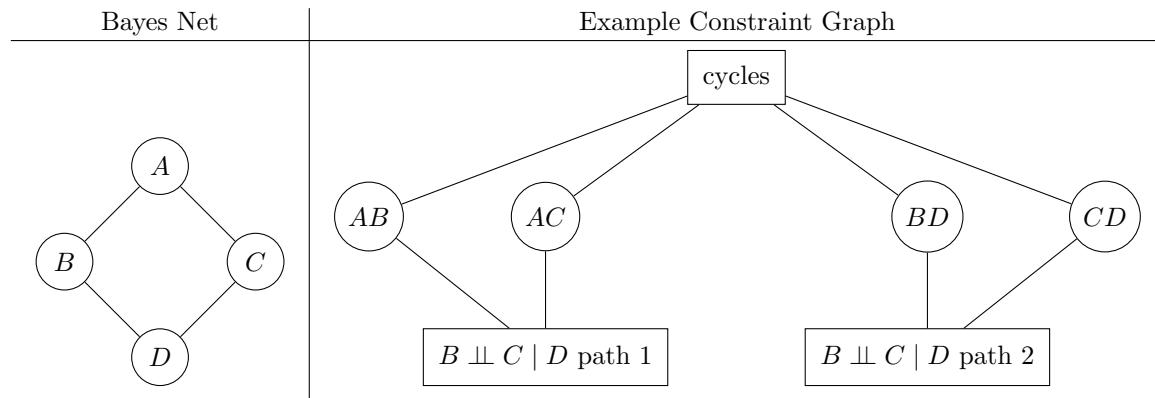 Bayes Net
Example Constraint Graph
cycles
A
B
C
D
AB
AC
BD
CD
B ⫫ C | D path 1
B ⫫ C | D path 2